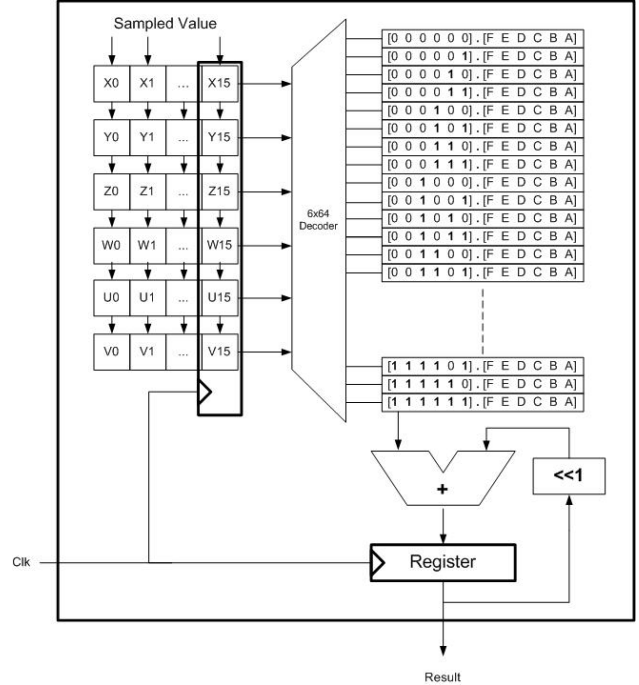 Sampled Value
X0 X1 ... X15
Y0 Y1 ... Y15
Z0 Z1 ... Z15
W0 W1 ... W15
U0 U1 ... U15
V0 V1 ... V15
6x64
Decoder
[0 0 0 0 0 0] . [F E D C B A]
[0 0 0 0 0 1] . [F E D C B A]
[0 0 0 0 1 0] . [F E D C B A]
[0 0 0 0 1 1] . [F E D C B A]
[0 0 0 1 0 0] . [F E D C B A]
[0 0 0 1 0 1] . [F E D C B A]
[0 0 0 1 1 0] . [F E D C B A]
[0 0 0 1 1 1] . [F E D C B A]
[0 0 1 0 0 0] . [F E D C B A]
[0 0 1 0 0 1] . [F E D C B A]
[0 0 1 0 1 0] . [F E D C B A]
[0 0 1 0 1 1] . [F E D C B A]
[0 0 1 1 0 0] . [F E D C B A]
[0 0 1 1 0 1] . [F E D C B A]
[1 1 1 1 0 1] . [F E D C B A]
[1 1 1 1 1 0] . [F E D C B A]
[1 1 1 1 1 1] . [F E D C B A]
+
<<1
Clk
Register
Result